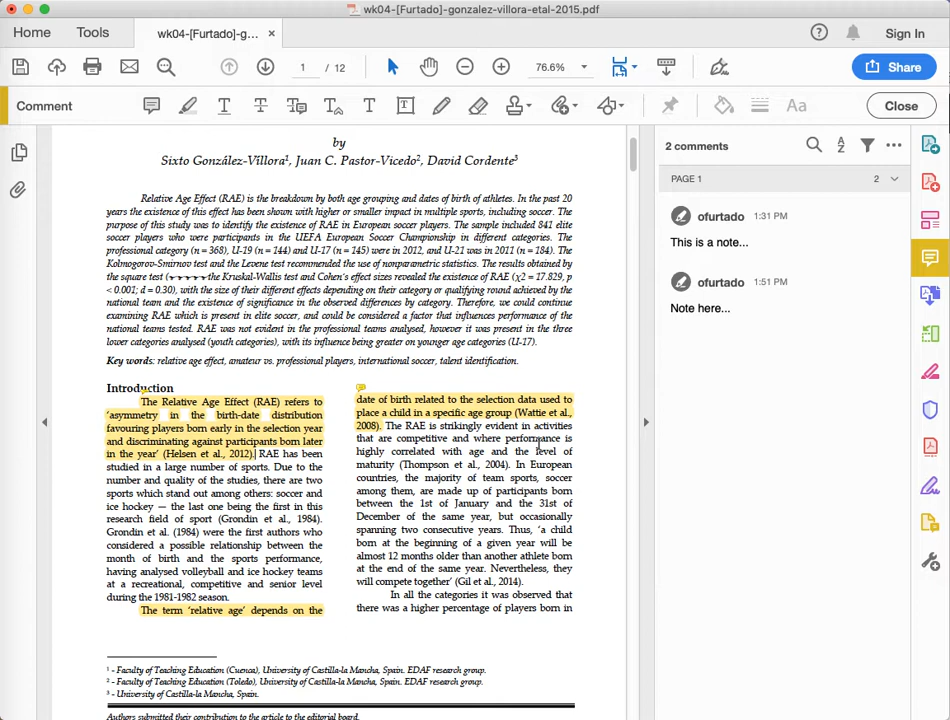 wk04-[Furtado]-gonzalez-villora-etal-2015.pdf
Home
Tools
wk04-[Furtado]-g...
×
?
Sign In
1
/ 12
76.6%
Share
Comment
Aa
Close
2 comments
PAGE 1
2
ofurtado 1:31 PM
This is a note...
ofurtado 1:51 PM
Note here...
by
Sixto González-Villora¹, Juan C. Pastor-Vicedo², David Cordente³
Relative Age Effect (RAE) is the breakdown by both age grouping and dates of birth of athletes. In the past 20
years the existence of this effect has been shown with higher or smaller impact in multiple sports, including soccer. The
purpose of this study was to identify the existence of RAE in European soccer players. The sample included 841 elite
soccer players who were participants in the UEFA European Soccer Championship in different categories. The
professional category (n = 368), U-19 (n = 144) and U-17 (n = 145) were in 2012, and U-21 was in 2011 (n = 184). The
Kolmogorov-Smirnov test and the Levene test recommended the use of nonparametric statistics. The results obtained by
the square test ( the Kruskal-Wallis test and Cohen's effect sizes revealed the existence of RAE (χ2 = 17.829, p
< 0.001; d = 0.30), with the size of their different effects depending on their category or qualifying round achieved by the
national team and the existence of significance in the observed differences by category. Therefore, we could continue
examining RAE which is present in elite soccer, and could be considered a factor that influences performance of the
national teams tested. RAE was not evident in the professional teams analysed, however it was present in the three
lower categories analysed (youth categories), with its influence being greater on younger age categories (U-17).
Key words: relative age effect, amateur vs. professional players, international soccer, talent identification.
Introduction
The Relative Age Effect (RAE) refers to
'asymmetry in the birth-date distribution
favouring players born early in the selection year
and discriminating against participants born later
in the year' (Helsen et al., 2012). RAE has been
studied in a large number of sports. Due to the
number and quality of the studies, there are two
sports which stand out among others: soccer and
ice hockey — the last one being the first in this
research field of sport (Grondin et al., 1984).
Grondin et al. (1984) were the first authors who
considered a possible relationship between the
month of birth and the sports performance,
having analysed volleyball and ice hockey teams
at a recreational, competitive and senior level
during the 1981-1982 season.
The term 'relative age' depends on the
date of birth related to the selection data used to
place a child in a specific age group (Wattie et al.,
2008). The RAE is strikingly evident in activities
that are competitive and where performance is
highly correlated with age and the level of
maturity (Thompson et al., 2004). In European
countries, the majority of team sports, soccer
among them, are made up of participants born
between the 1st of January and the 31st of
December of the same year, but occasionally
spanning two consecutive years. Thus, 'a child
born at the beginning of a given year will be
almost 12 months older than another athlete born
at the end of the same year. Nevertheless, they
will compete together' (Gil et al., 2014).
In all the categories it was observed that
there was a higher percentage of players born in
¹ - Faculty of Teaching Education (Cuenca), University of Castilla-la Mancha, Spain. EDAF research group.
² - Faculty of Teaching Education (Toledo), University of Castilla-la Mancha, Spain. EDAF research group.
³ - University of Castilla-la Mancha, Spain.
Authors submitted their contribution to the article to the editorial board.